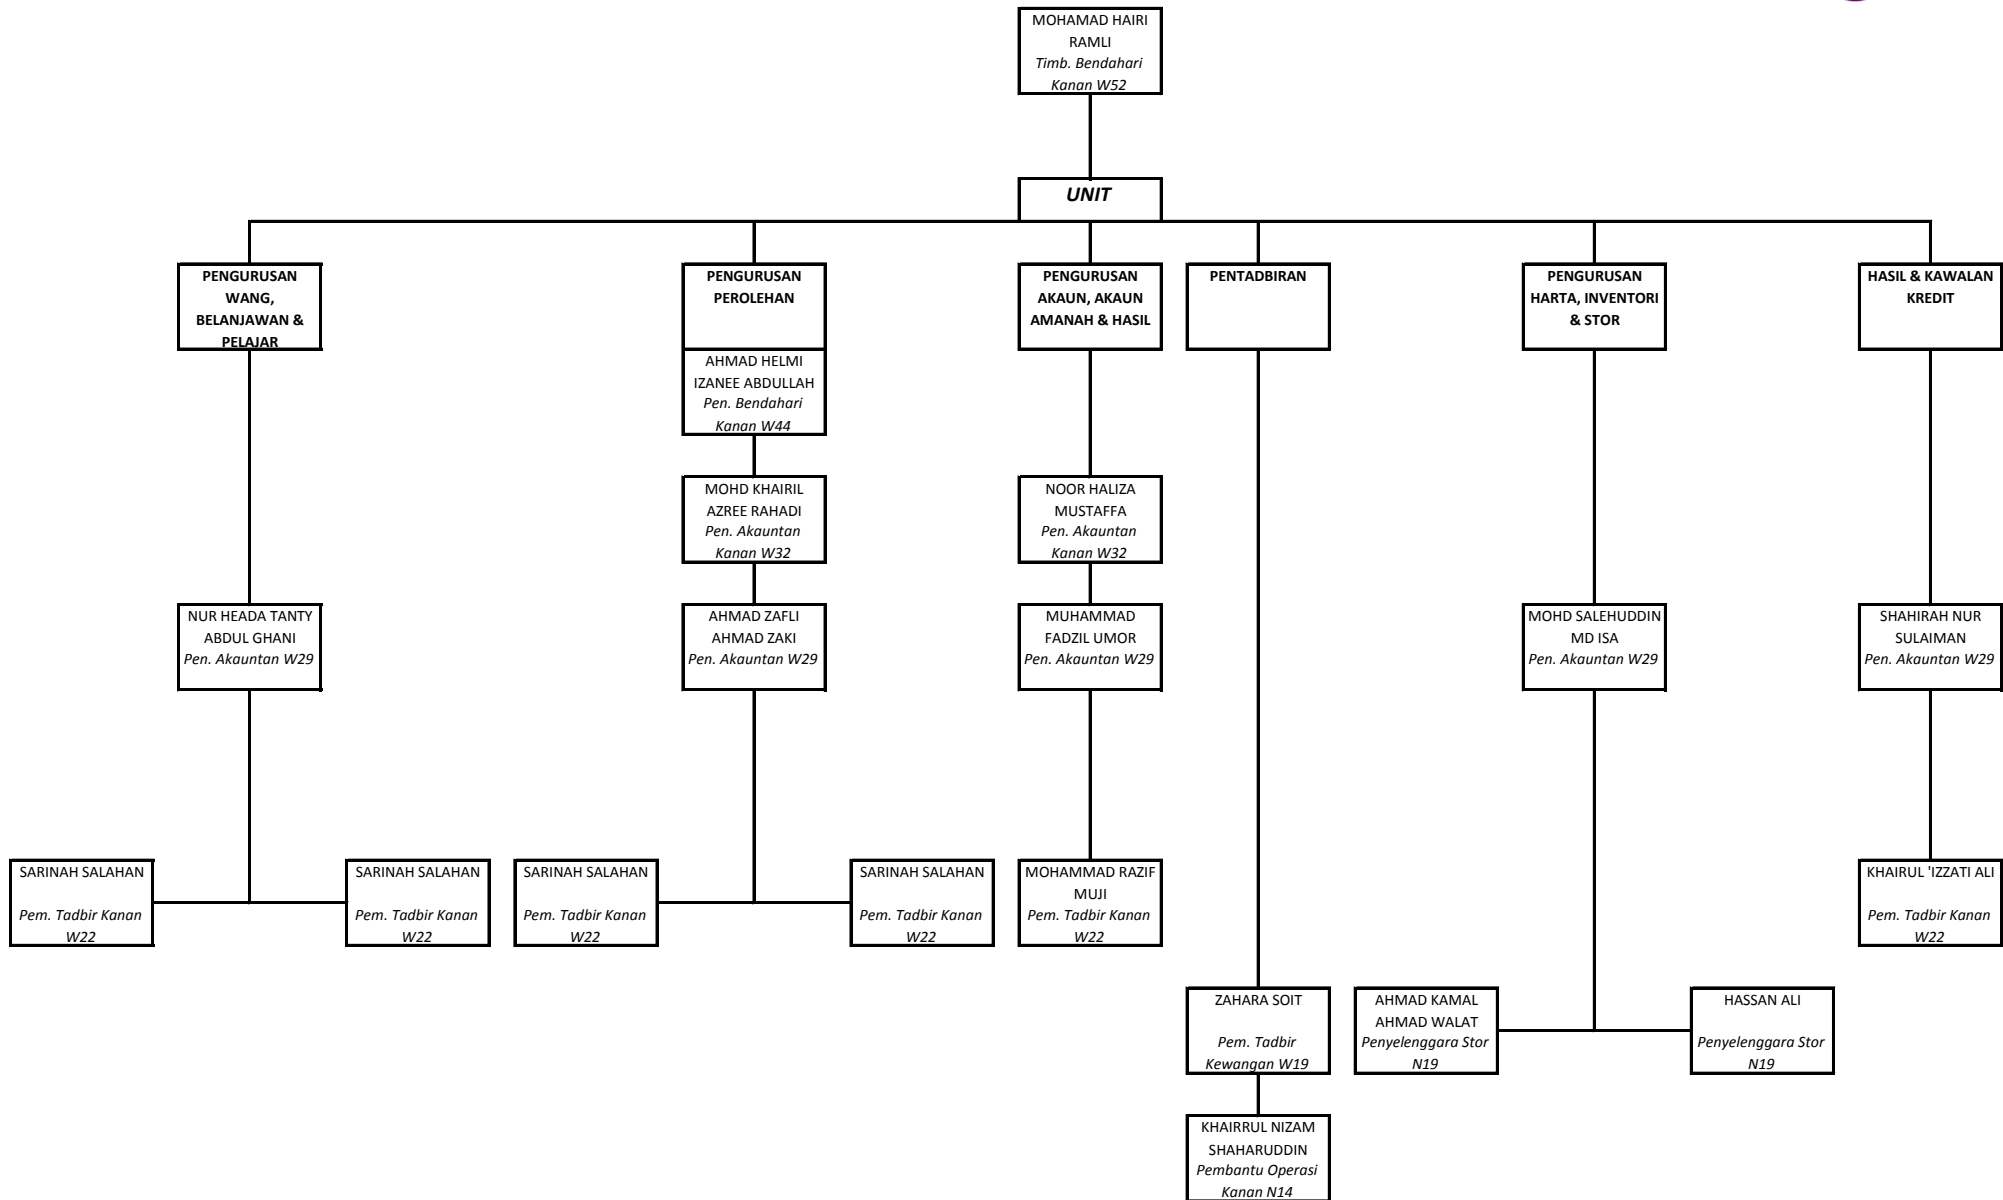 MOHAMAD HAIRI
RAMLI
Timb. Bendahari
Kanan W52
UNIT
PENGURUSAN
WANG,
BELANJAWAN &
PELAJAR
PENGURUSAN
PEROLEHAN
PENGURUSAN
AKAUN, AKAUN
AMANAH & HASIL
PENTADBIRAN
PENGURUSAN
HARTA, INVENTORI
& STOR
HASIL & KAWALAN
KREDIT
AHMAD HELMI
IZANEE ABDULLAH
Pen. Bendahari
Kanan W44
MOHD KHAIRIL
AZREE RAHADI
Pen. Akauntan
Kanan W32
NOOR HALIZA
MUSTAFFA
Pen. Akauntan
Kanan W32
NUR HEADA TANTY
ABDUL GHANI
Pen. Akauntan W29
AHMAD ZAFLI
AHMAD ZAKI
Pen. Akauntan W29
MUHAMMAD
FADZIL UMOR
Pen. Akauntan W29
MOHD SALEHUDDIN
MD ISA
Pen. Akauntan W29
SHAHIRAH NUR
SULAIMAN
Pen. Akauntan W29
SARINAH SALAHAN
Pem. Tadbir Kanan
W22
SARINAH SALAHAN
Pem. Tadbir Kanan
W22
SARINAH SALAHAN
Pem. Tadbir Kanan
W22
SARINAH SALAHAN
Pem. Tadbir Kanan
W22
MOHAMMAD RAZIF
MUJI
Pem. Tadbir Kanan
W22
KHAIRUL 'IZZATI ALI
Pem. Tadbir Kanan
W22
ZAHARA SOIT
Pem. Tadbir
Kewangan W19
AHMAD KAMAL
AHMAD WALAT
Penyelenggara Stor
N19
HASSAN ALI
Penyelenggara Stor
N19
KHAIRRUL NIZAM
SHAHARUDDIN
Pembantu Operasi
Kanan N14